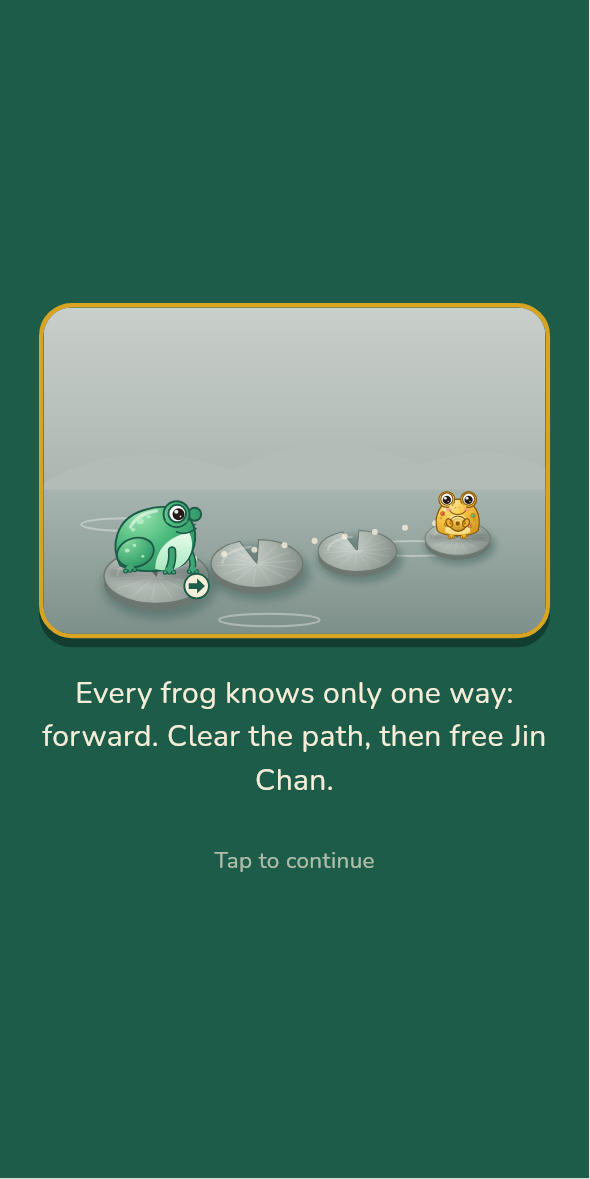 Every frog knows only one way:
forward. Clear the path, then free Jin
Chan.
Tap to continue